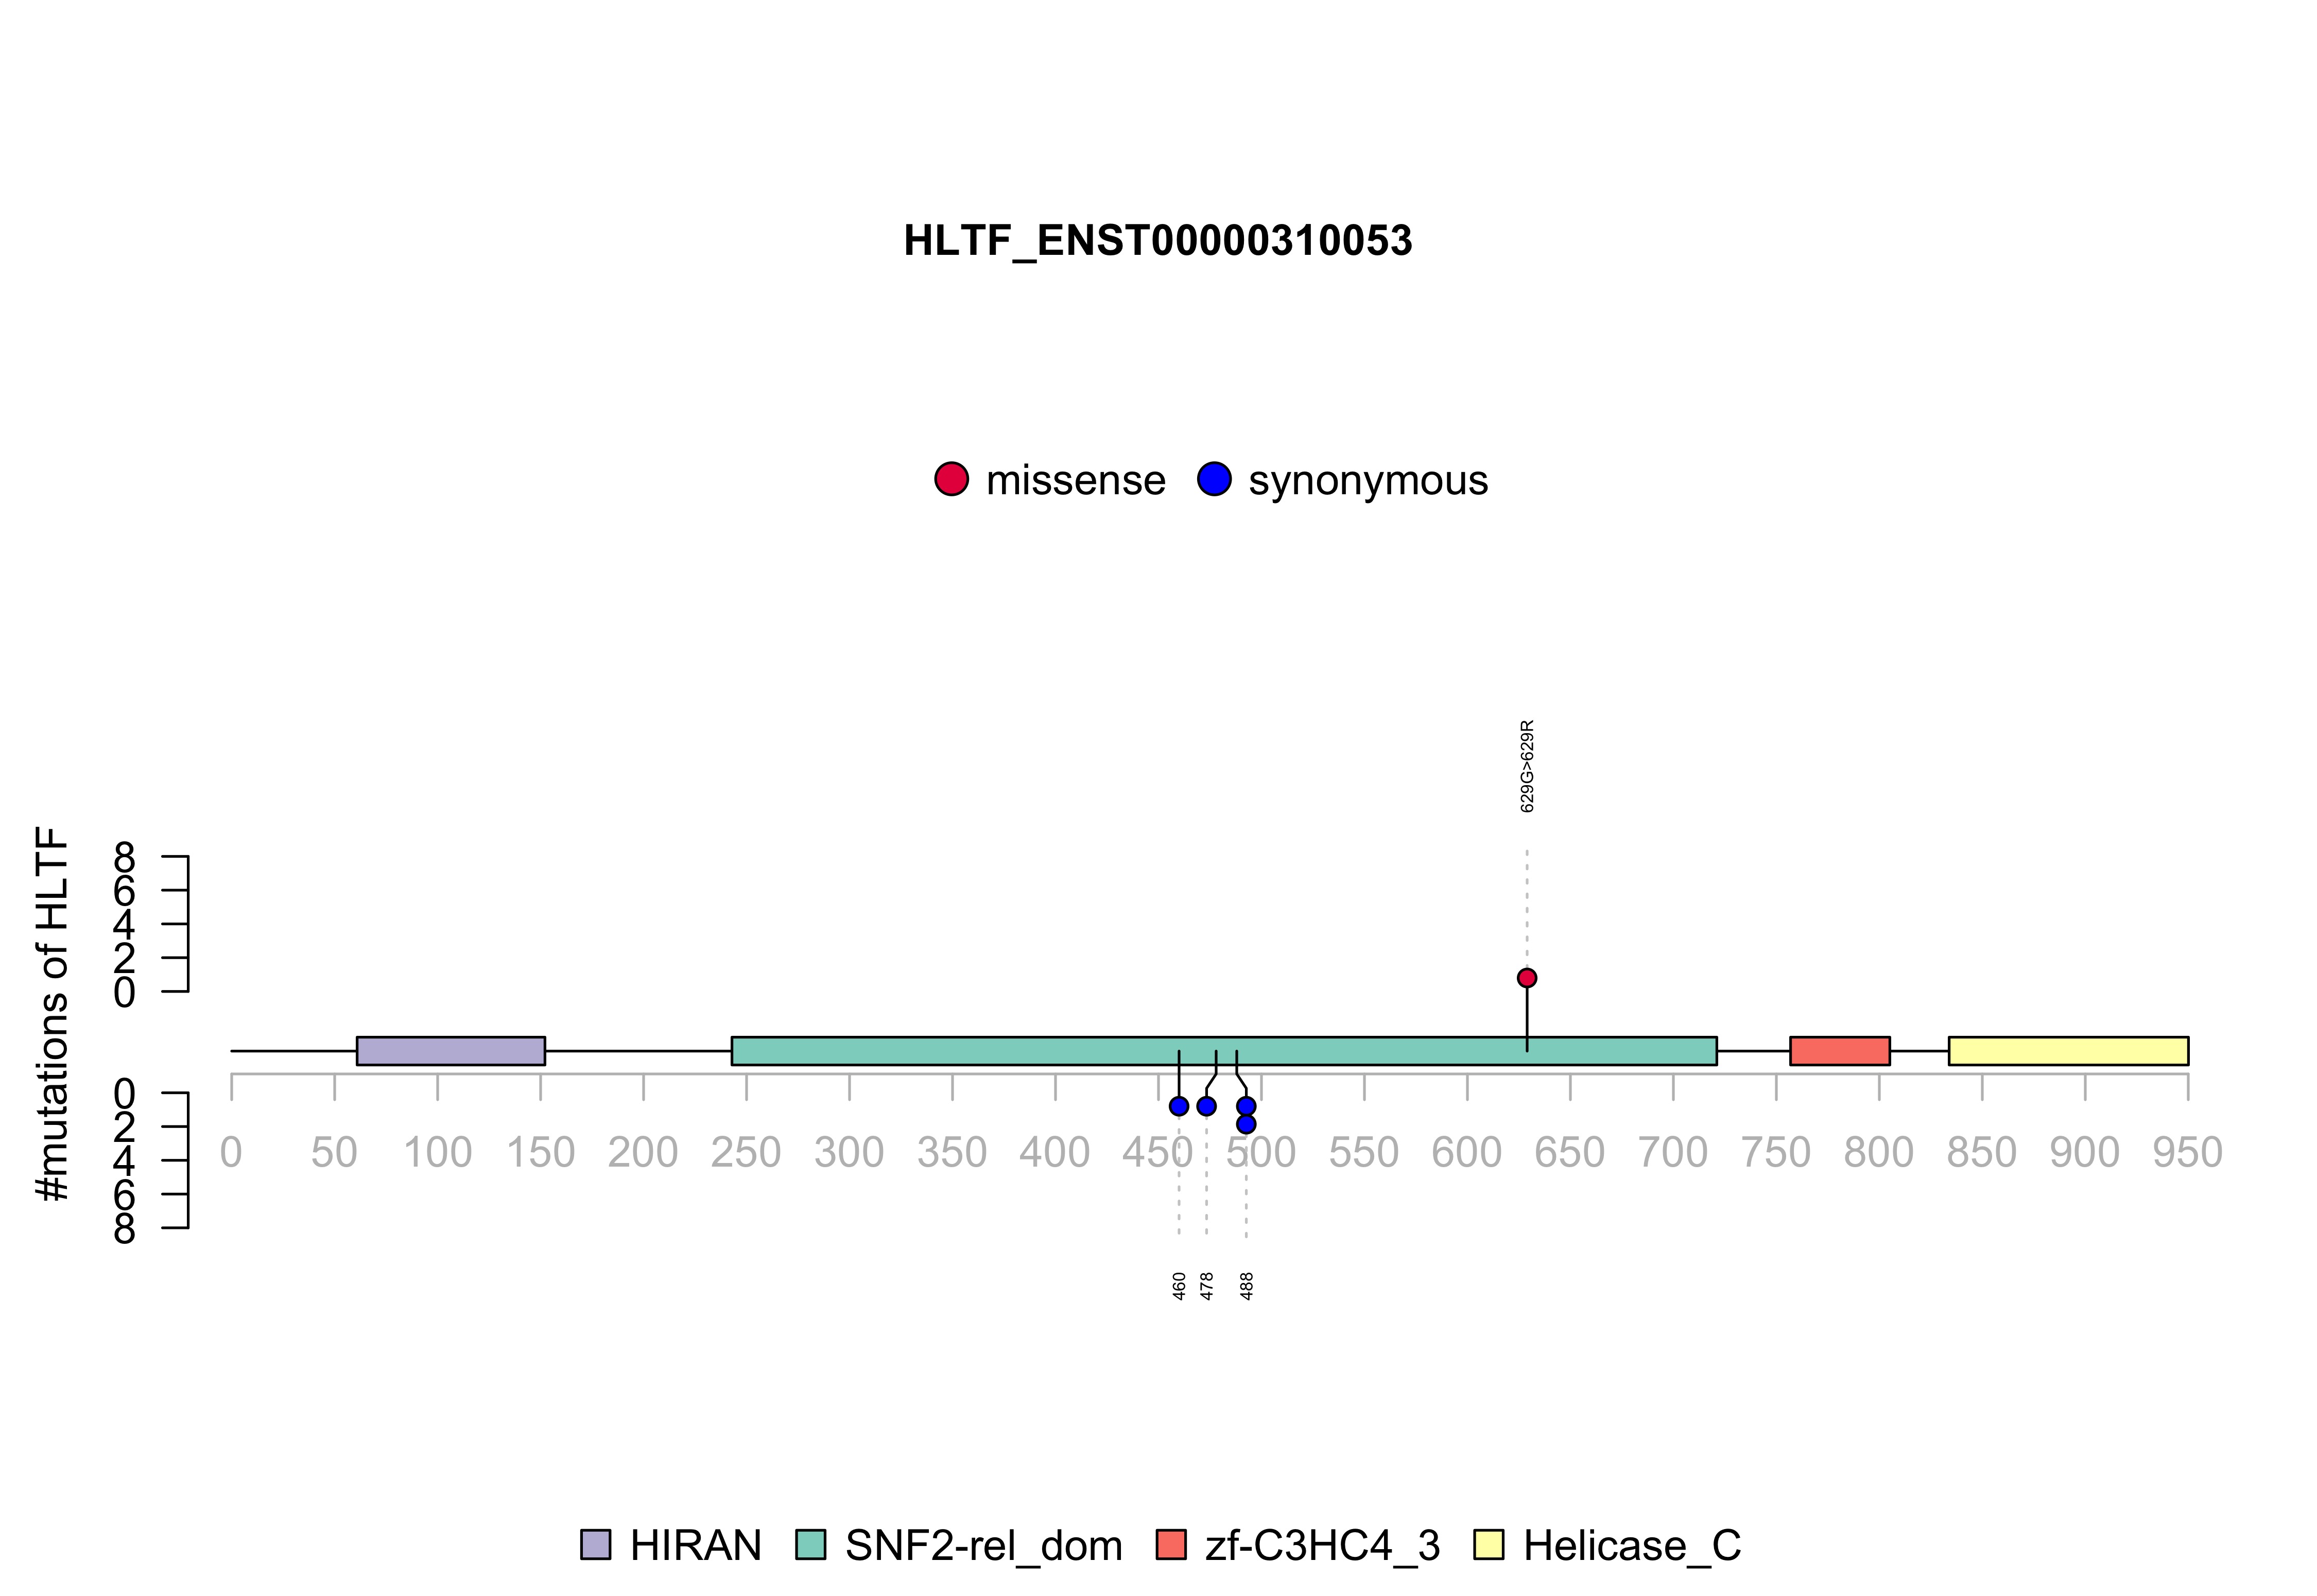 HLTF_ENST00000310053
missense synonymous
629G>629R
#mutations of HLTF
8
6
4
2
0
0
2
4
6
8
0 50 100 150 200 250 300 350 400 450 500 550 600 650 700 750 800 850 900 950
460 478 488
HIRAN SNF2-rel_dom zf-C3HC4_3 Helicase_C